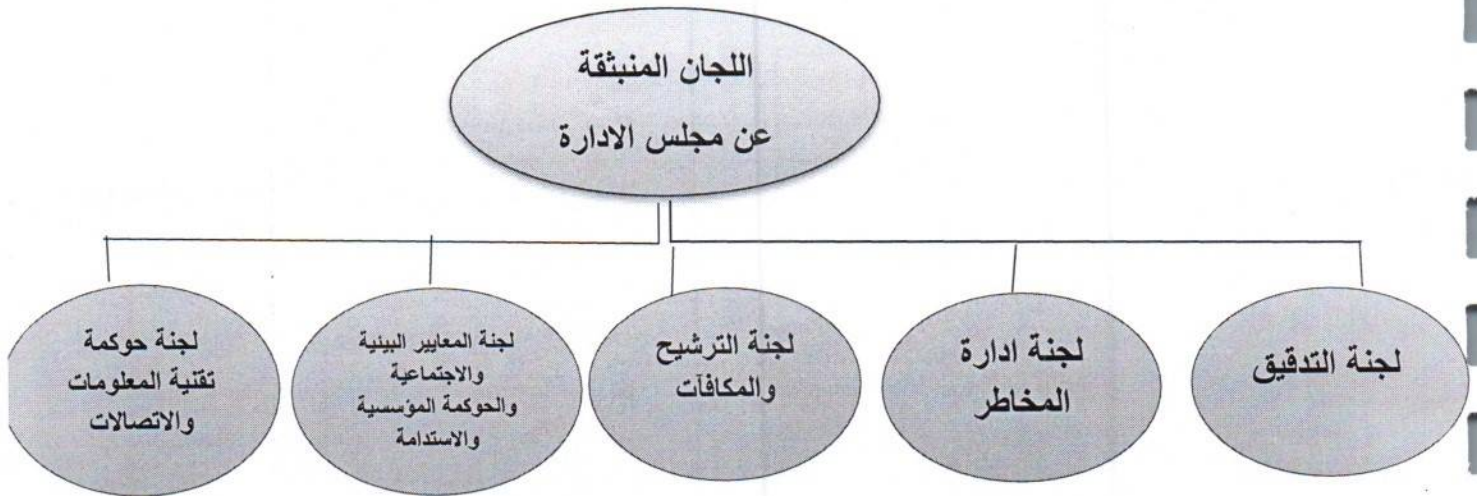 اللجان المنبثقة
عن مجلس الادارة
لجنة التدقيق
لجنة ادارة
المخاطر
لجنة الترشيح
والمكافآت
لجنة المعايير البيئية
والاجتماعية
والحوكمة المؤسسية
والاستدامة
لجنة حوكمة
تقنية المعلومات
والاتصالات